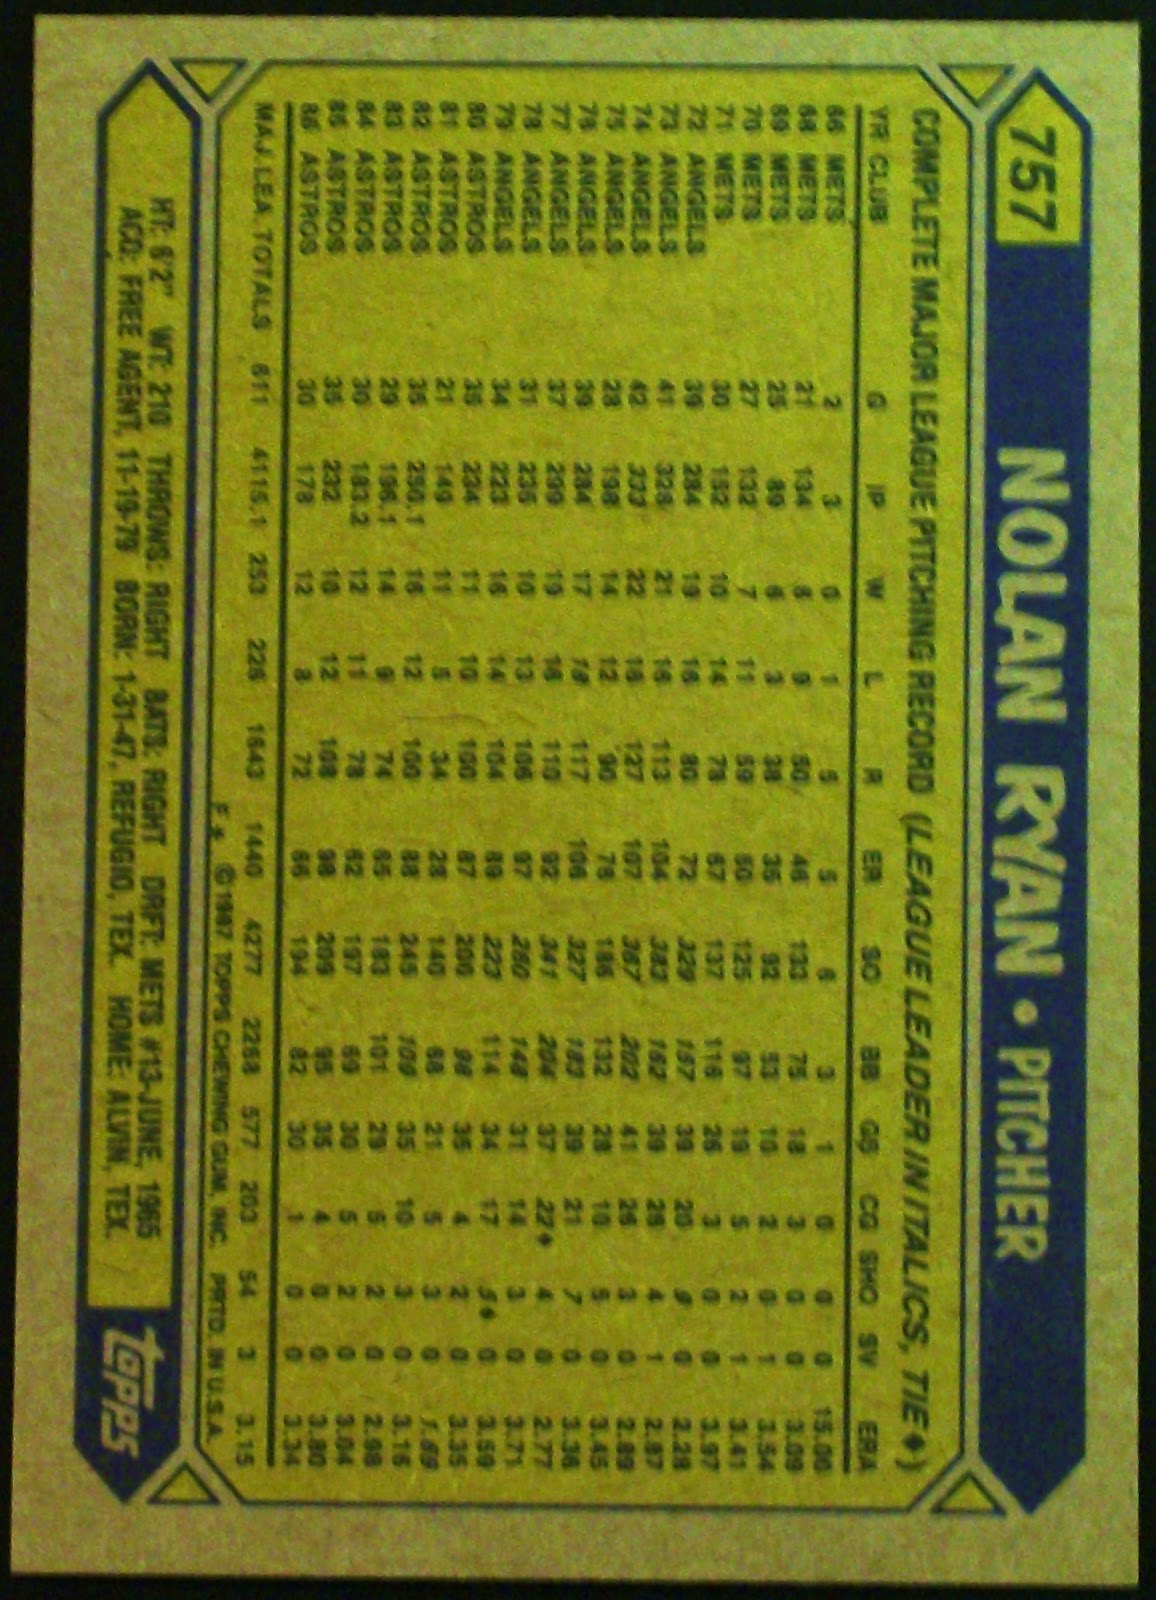 757 NOLAN RYAN • PITCHER
COMPLETE MAJOR LEAGUE PITCHING RECORD (LEAGUE LEADER IN ITALICS, TIE♦)
YR CLUB G IP W L R ER SO BB GS CG SHO SV ERA
66 METS 2 3 0 1 5 5 6 3 1 0 0 0 15.00
68 METS 21 134 6 9 50 46 133 75 18 3 0 0 3.09
69 METS 25 89 6 3 38 35 92 53 10 2 0 1 3.54
70 METS 27 132 7 11 59 50 125 97 19 5 2 1 3.41
71 METS 30 152 10 14 78 67 137 116 26 3 0 0 3.97
72 ANGELS 39 284 19 16 80 72 329 157 39 20 9 0 2.28
73 ANGELS 41 326 21 16 113 104 383 162 39 26 4 1 2.87
74 ANGELS 42 333 22 16 127 107 367 202 41 26 3 0 2.89
75 ANGELS 28 198 14 12 90 76 186 132 28 10 5 0 3.45
76 ANGELS 39 284 17 18 117 106 327 183 39 21 7 0 3.36
77 ANGELS 37 299 19 16 110 92 341 204 37 22♦ 4 0 2.77
78 ANGELS 31 235 10 13 106 97 260 148 31 14 3 0 3.71
79 ANGELS 34 223 16 14 104 89 223 114 34 17 5♦ 0 3.59
80 ASTROS 35 234 11 10 100 87 200 98 35 4 2 0 3.35
81 ASTROS 21 149 11 5 34 28 140 68 21 5 3 0 1.69
82 ASTROS 35 250.1 16 12 100 88 245 109 35 10 3 0 3.16
83 ASTROS 29 196.1 14 9 74 65 183 101 29 5 2 0 2.98
84 ASTROS 30 183.2 12 11 78 62 197 69 30 5 2 0 3.04
85 ASTROS 35 232 10 12 108 98 209 95 35 4 0 0 3.80
86 ASTROS 30 178 12 8 72 66 194 82 30 1 0 0 3.34
MAJ. LEA. TOTALS 611 4115.1 253 226 1643 1440 4277 2268 577 203 54 3 3.15
©1987 TOPPS CHEWING GUM, INC. PRTD. IN U.S.A.
HT: 6'2" WT: 210 THROWS: RIGHT BATS: RIGHT DRFT: METS #13-JUNE, 1965
ACQ: FREE AGENT, 11-19-79 BORN: 1-31-47, REFUGIO, TEX. HOME: ALVIN, TEX.
TOPPS